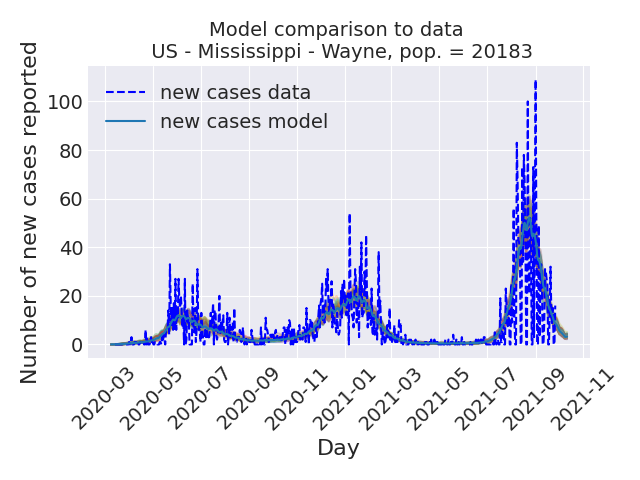 Model comparison to data
US - Mississippi - Wayne, pop. = 20183
Number of new cases reported
100
80
60
40
20
0
new cases data
new cases model
2020-03
2020-05
2020-07
2020-09
2020-11
2021-01
2021-03
2021-05
2021-07
2021-09
2021-11
Day